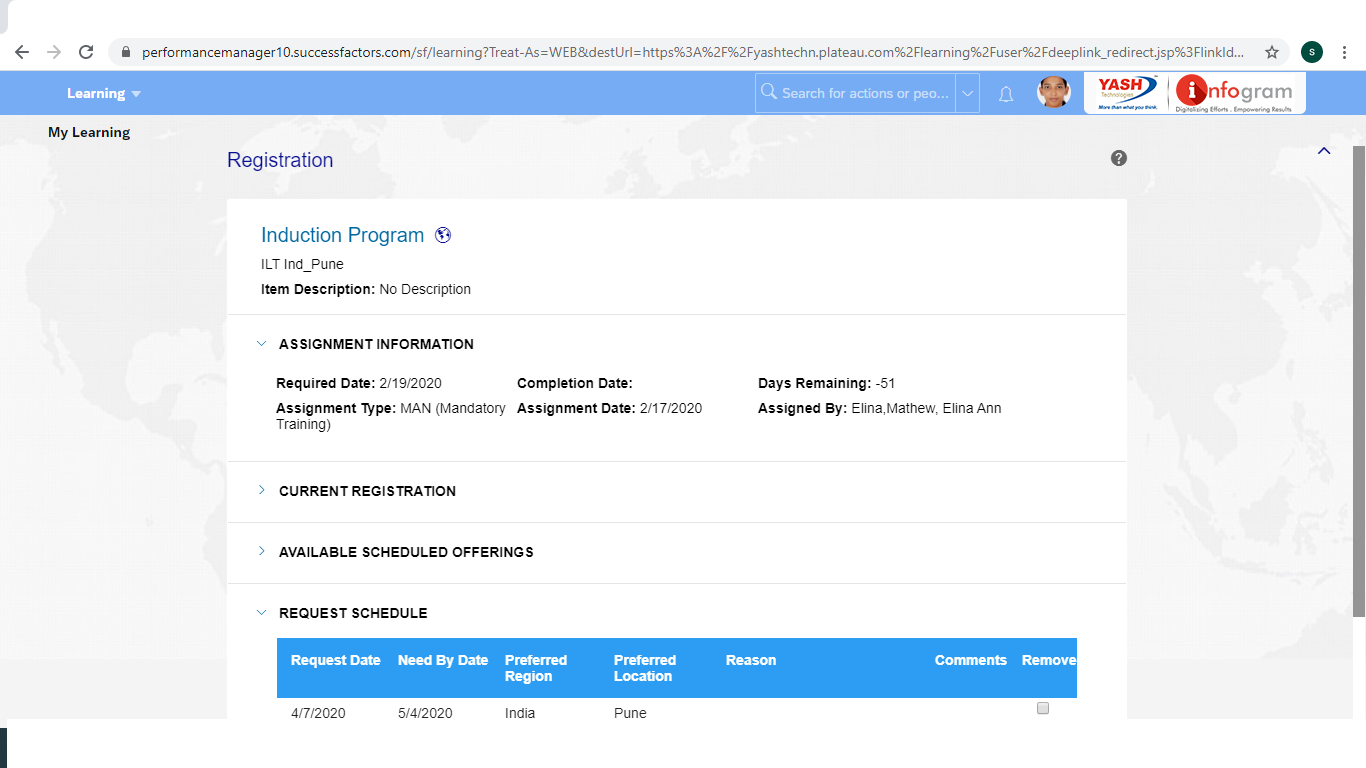 performancemanager10.successfactors.com/sf/learning?Treat-As=WEB&destUrl=https%3A%2F%2Fyashtechn.plateau.com%2Flearning%2Fuser%2Fdeeplink_redirect.jsp%3FlinkId...
S
Learning
Search for actions or peo...
YASH
Technologies
More than what you think.
infogram
Digitalising Efforts . Empowering Results
My Learning
Registration
?
Induction Program
ILT Ind_Pune
Item Description: No Description
ASSIGNMENT INFORMATION
Required Date: 2/19/2020 Completion Date: Days Remaining: -51
Assignment Type: MAN (Mandatory Training) Assignment Date: 2/17/2020 Assigned By: Elina,Mathew, Elina Ann
CURRENT REGISTRATION
AVAILABLE SCHEDULED OFFERINGS
REQUEST SCHEDULE
Request Date Need By Date Preferred Region Preferred Location Reason Comments Remove
4/7/2020 5/4/2020 India Pune